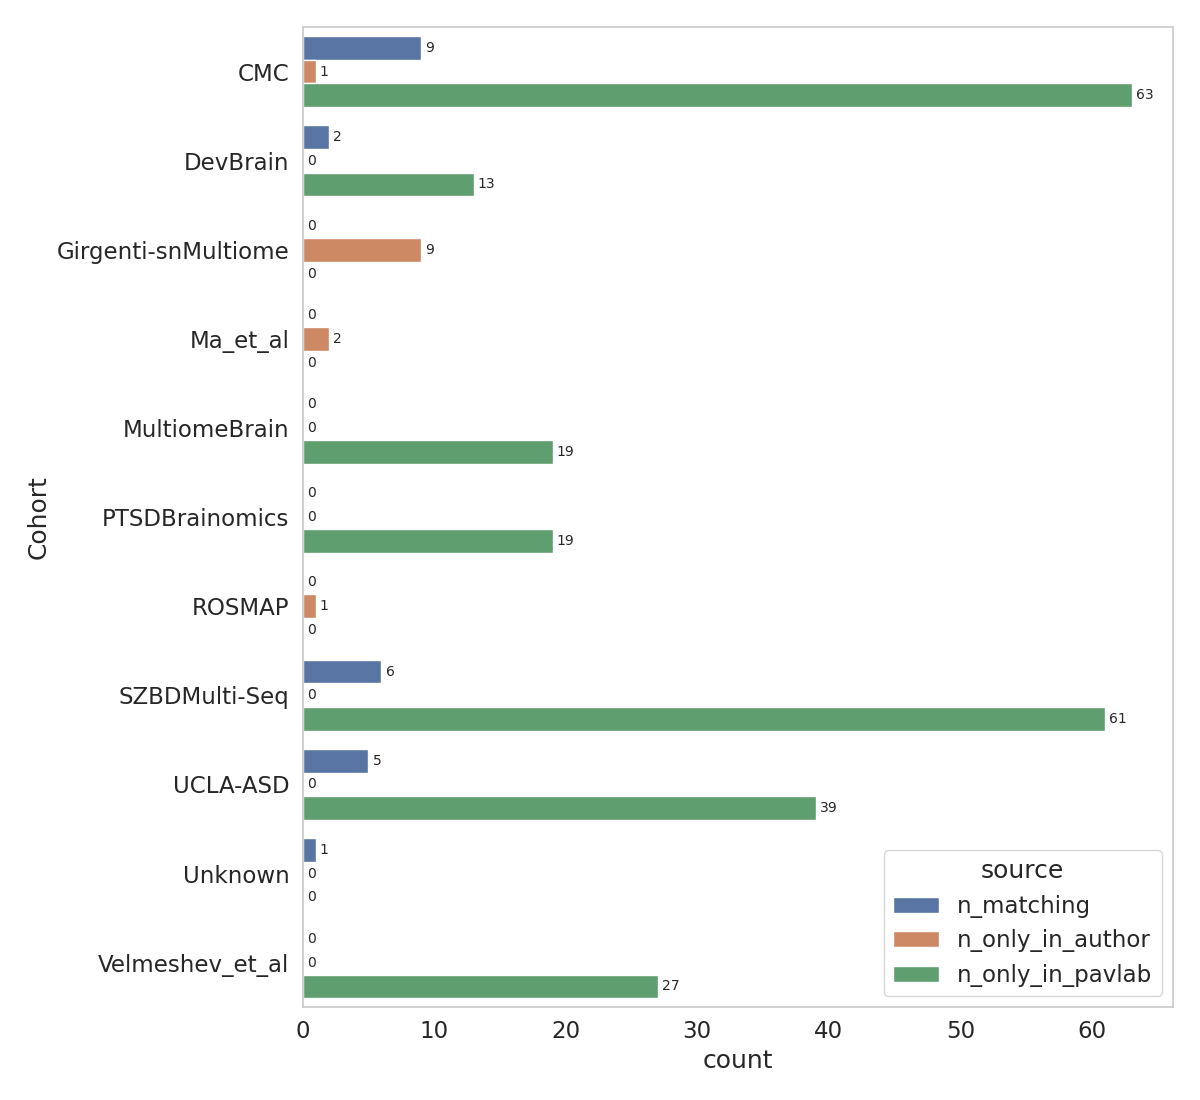 CMC
9
1
63
DevBrain
2
0
13
Girgenti-snMultiome
0
9
0
Ma_et_al
0
2
0
MultiomeBrain
0
0
19
PTSDBrainomics
0
0
19
ROSMAP
0
1
0
SZBDMulti-Seq
6
0
61
UCLA-ASD
5
0
39
Unknown
1
0
0
Velmeshev_et_al
0
0
27
Cohort
0 10 20 30 40 50 60
count
source
n_matching
n_only_in_author
n_only_in_pavlab